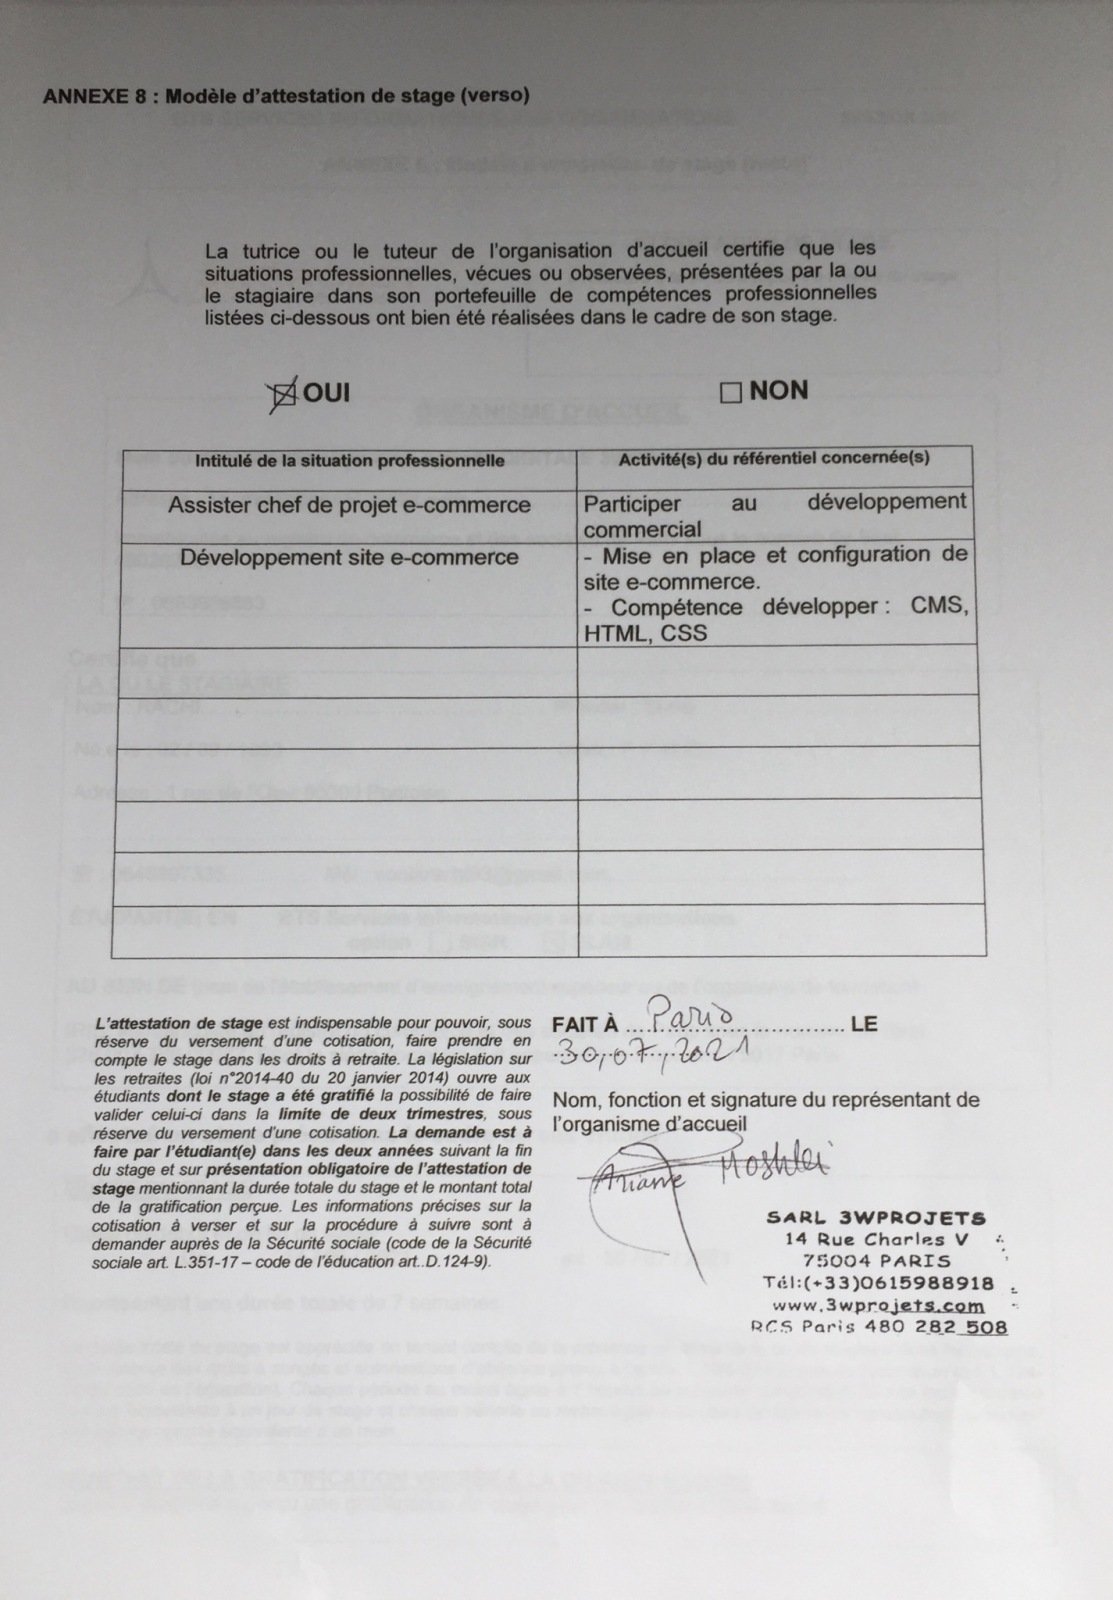 ANNEXE 8 : Modèle d'attestation de stage (verso)
La tutrice ou le tuteur de l'organisation d'accueil certifie que les
situations professionnelles, vécues ou observées, présentées par la ou
le stagiaire dans son portefeuille de compétences professionnelles
listées ci-dessous ont bien été réalisées dans le cadre de son stage.
OUI
NON
Intitulé de la situation professionnelle
Activité(s) du référentiel concernée(s)
Assister chef de projet e-commerce
Participer au développement
commercial
Développement site e-commerce
- Mise en place et configuration de
site e-commerce.
- Compétence développer : CMS,
HTML, CSS
L'attestation de stage est indispensable pour pouvoir, sous
réserve du versement d'une cotisation, faire prendre en
compte le stage dans les droits à retraite. La législation sur
les retraites (loi n°2014-40 du 20 janvier 2014) ouvre aux
étudiants dont le stage a été gratifié la possibilité de faire
valider celui-ci dans la limite de deux trimestres, sous
réserve du versement d'une cotisation. La demande est à
faire par l'étudiant(e) dans les deux années suivant la fin
du stage et sur présentation obligatoire de l'attestation de
stage mentionnant la durée totale du stage et le montant total
de la gratification perçue. Les informations précises sur la
cotisation à verser et sur la procédure à suivre sont à
demander auprès de la Sécurité sociale (code de la Sécurité
sociale art. L.351-17 – code de l'éducation art..D.124-9).
FAIT À ... Paris ... LE
30,07,2021
Nom, fonction et signature du représentant de
l'organisme d'accueil
Ariane
SARL 3WPROJETS
14 Rue Charles V
75004 PARIS
Tél:(+33)0615988918
www.3wprojets.com
RCS Paris 480 282 508